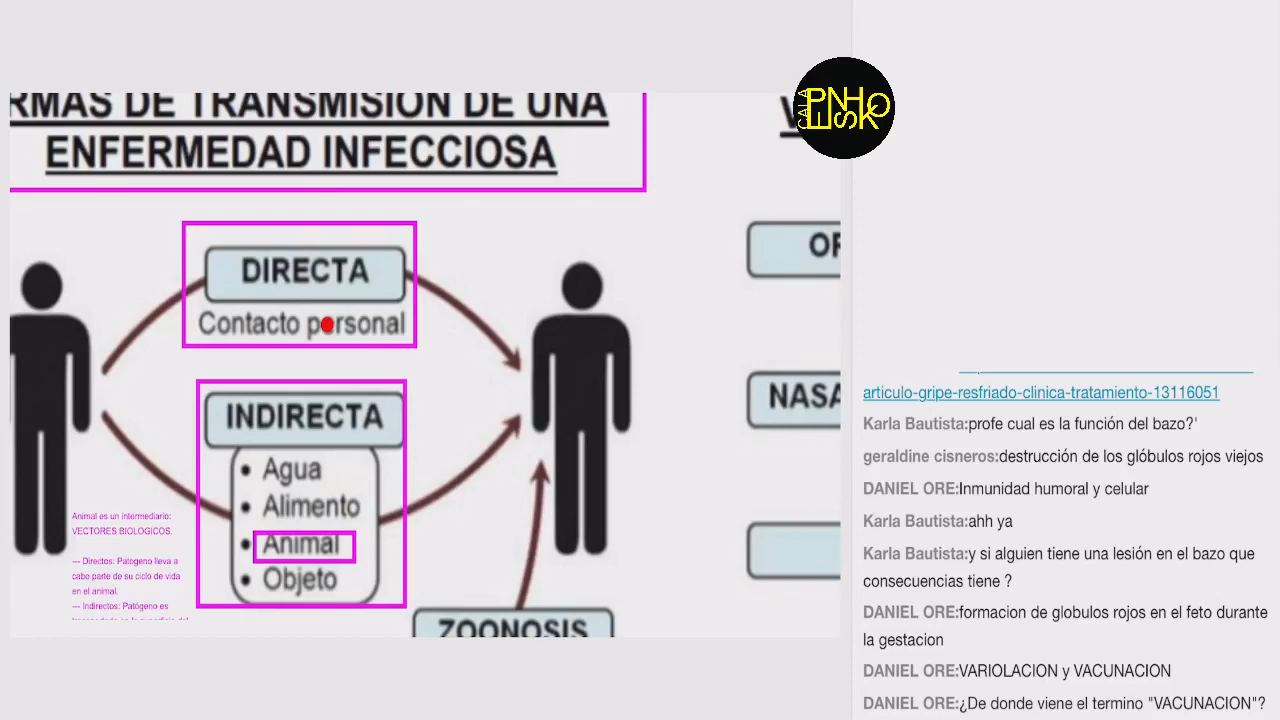 RMAS DE TRANSMISIÓN DE UNA
ENFERMEDAD INFECCIOSA
DIRECTA
Contacto personal
INDIRECTA
• Agua
• Alimento
• Animal
• Objeto
Animal es un intermediario:
VECTORES BIOLOGICOS.
--- Directos: Patogeno lleva a
cabo parte de su ciclo de vida
en el animal.
--- Indirectos: Patógeno es
ZOONOSIS
NASA
articulo-gripe-resfriado-clinica-tratamiento-13116051
Karla Bautista:profe cual es la función del bazo?'
geraldine cisneros:destrucción de los glóbulos rojos viejos
DANIEL ORE:Inmunidad humoral y celular
Karla Bautista:ahh ya
Karla Bautista:y si alguien tiene una lesión en el bazo que
consecuencias tiene ?
DANIEL ORE:formacion de globulos rojos en el feto durante
la gestacion
DANIEL ORE:VARIOLACION y VACUNACION
DANIEL ORE:¿De donde viene el termino "VACUNACION"?